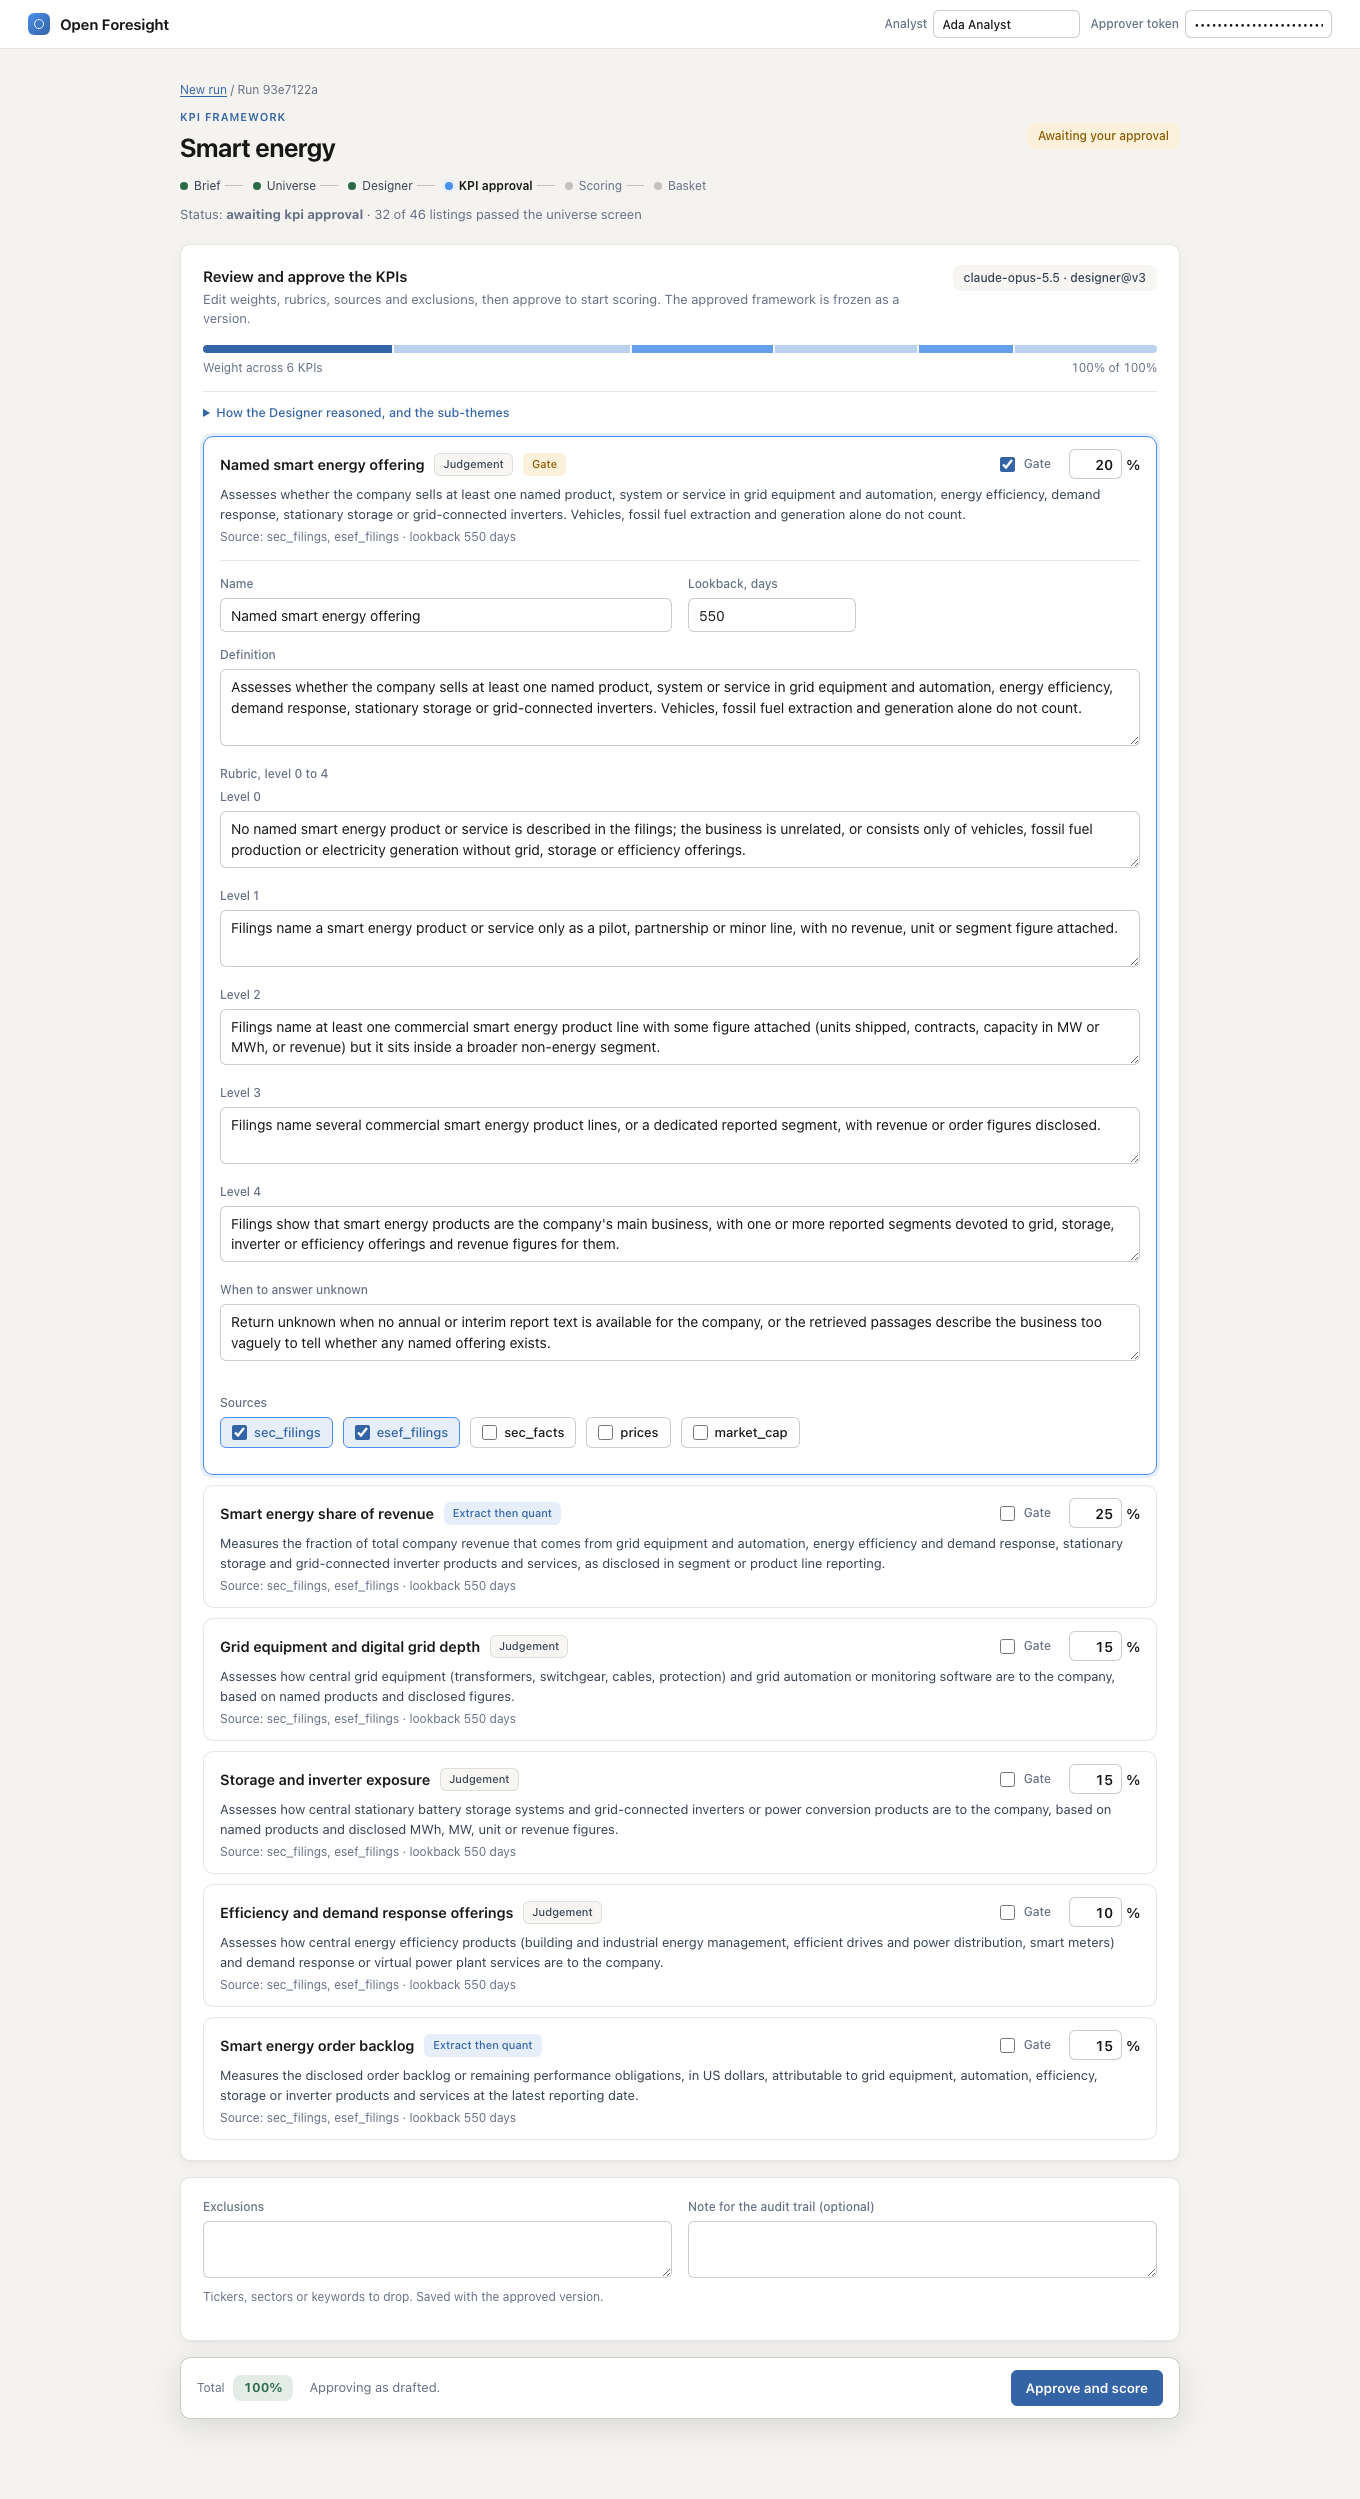 Open Foresight
Analyst
Ada Analyst
Approver token
New run / Run 93e7122a
KPI FRAMEWORK
Smart energy
Awaiting your approval
Brief
Universe
Designer
KPI approval
Scoring
Basket
Status: awaiting kpi approval · 32 of 46 listings passed the universe screen
Review and approve the KPIs
claude-opus-5.5 · designer@v3
Edit weights, rubrics, sources and exclusions, then approve to start scoring. The approved framework is frozen as a
version.
Weight across 6 KPIs
100% of 100%
How the Designer reasoned, and the sub-themes
Named smart energy offering
Judgement
Gate
Gate
20 %
Assesses whether the company sells at least one named product, system or service in grid equipment and automation, energy efficiency, demand
response, stationary storage or grid-connected inverters. Vehicles, fossil fuel extraction and generation alone do not count.
Source: sec_filings, esef_filings · lookback 550 days
Name
Lookback, days
Named smart energy offering
550
Definition
Assesses whether the company sells at least one named product, system or service in grid equipment and automation, energy efficiency,
demand response, stationary storage or grid-connected inverters. Vehicles, fossil fuel extraction and generation alone do not count.
Rubric, level 0 to 4
Level 0
No named smart energy product or service is described in the filings; the business is unrelated, or consists only of vehicles, fossil fuel
production or electricity generation without grid, storage or efficiency offerings.
Level 1
Filings name a smart energy product or service only as a pilot, partnership or minor line, with no revenue, unit or segment figure attached.
Level 2
Filings name at least one commercial smart energy product line with some figure attached (units shipped, contracts, capacity in MW or
MWh, or revenue) but it sits inside a broader non-energy segment.
Level 3
Filings name several commercial smart energy product lines, or a dedicated reported segment, with revenue or order figures disclosed.
Level 4
Filings show that smart energy products are the company's main business, with one or more reported segments devoted to grid, storage,
inverter or efficiency offerings and revenue figures for them.
When to answer unknown
Return unknown when no annual or interim report text is available for the company, or the retrieved passages describe the business too
vaguely to tell whether any named offering exists.
Sources
sec_filings
esef_filings
sec_facts
prices
market_cap
Smart energy share of revenue
Extract then quant
Gate
25 %
Measures the fraction of total company revenue that comes from grid equipment and automation, energy efficiency and demand response, stationary
storage and grid-connected inverter products and services, as disclosed in segment or product line reporting.
Source: sec_filings, esef_filings · lookback 550 days
Grid equipment and digital grid depth
Judgement
Gate
15 %
Assesses how central grid equipment (transformers, switchgear, cables, protection) and grid automation or monitoring software are to the company,
based on named products and disclosed figures.
Source: sec_filings, esef_filings · lookback 550 days
Storage and inverter exposure
Judgement
Gate
15 %
Assesses how central stationary battery storage systems and grid-connected inverters or power conversion products are to the company, based on
named products and disclosed MWh, MW, unit or revenue figures.
Source: sec_filings, esef_filings · lookback 550 days
Efficiency and demand response offerings
Judgement
Gate
10 %
Assesses how central energy efficiency products (building and industrial energy management, efficient drives and power distribution, smart meters)
and demand response or virtual power plant services are to the company.
Source: sec_filings, esef_filings · lookback 550 days
Smart energy order backlog
Extract then quant
Gate
15 %
Measures the disclosed order backlog or remaining performance obligations, in US dollars, attributable to grid equipment, automation, efficiency,
storage or inverter products and services at the latest reporting date.
Source: sec_filings, esef_filings · lookback 550 days
Exclusions
Note for the audit trail (optional)
Tickers, sectors or keywords to drop. Saved with the approved version.
Total
100%
Approving as drafted.
Approve and score